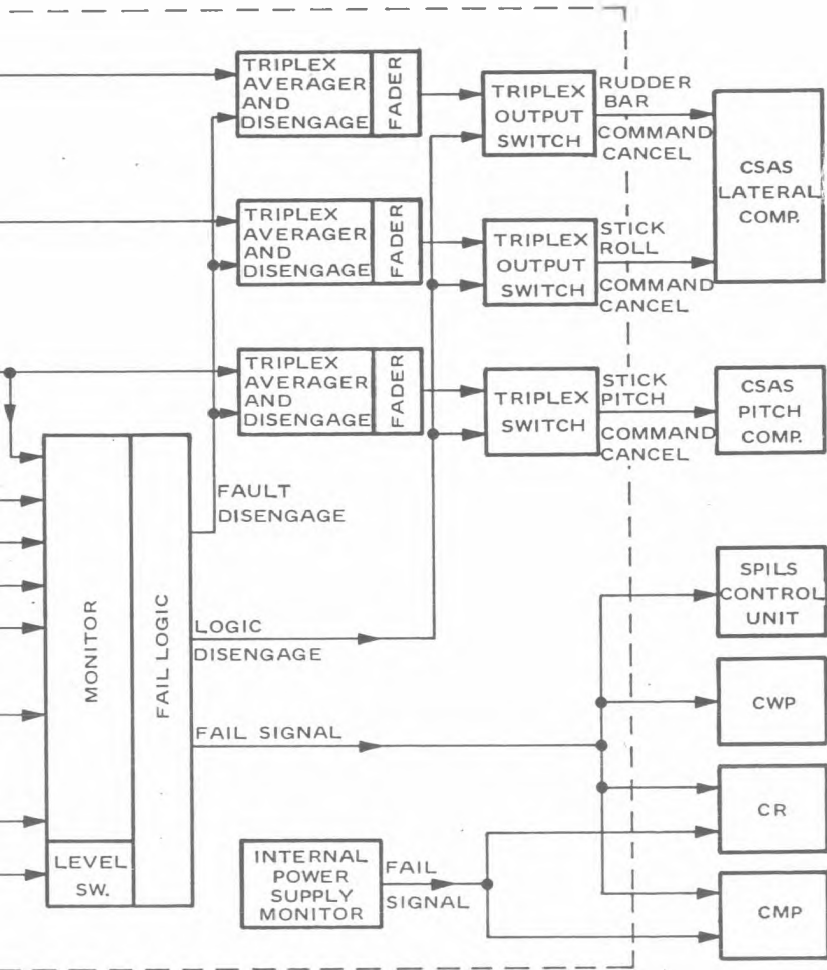 TRIPLEX
AVERAGER
AND
DISENGAGE
FADER
TRIPLEX
OUTPUT
SWITCH
RUDDER
BAR
COMMAND
CANCEL
CSAS
LATERAL
COMP.
TRIPLEX
AVERAGER
AND
DISENGAGE
FADER
TRIPLEX
OUTPUT
SWITCH
STICK
ROLL
COMMAND
CANCEL
TRIPLEX
AVERAGER
AND
DISENGAGE
FADER
TRIPLEX
SWITCH
STICK
PITCH
COMMAND
CANCEL
CSAS
PITCH
COMP.
MONITOR
FAIL LOGIC
LEVEL
SW.
FAULT
DISENGAGE
LOGIC
DISENGAGE
FAIL SIGNAL
SPILS
CONTROL
UNIT
CWP
CR
CMP
INTERNAL
POWER
SUPPLY
MONITOR
FAIL
SIGNAL